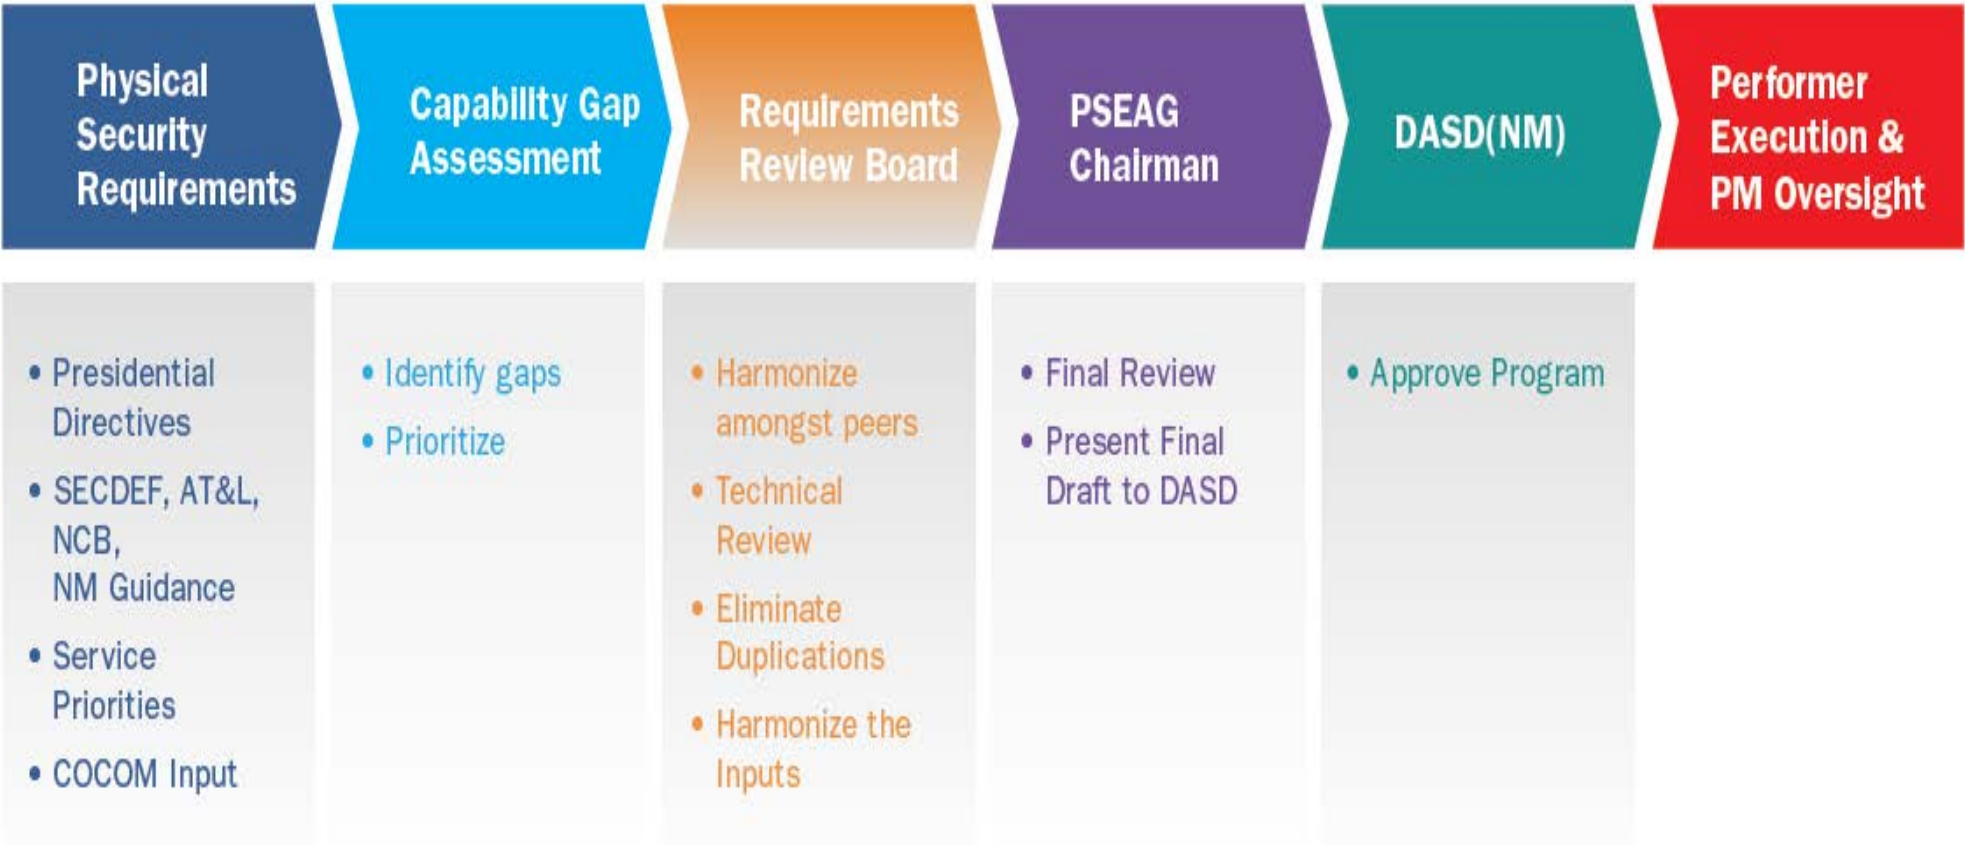 Physical
Security
Requirements
Capability Gap
Assessment
Requirements
Review Board
PSEAG
Chairman
DASD(NM)
Performer
Execution &
PM Oversight
• Presidential
Directives
• SECDEF, AT&L,
NCB,
NM Guidance
• Service
Priorities
• COCOM Input
• Identify gaps
• Prioritize
• Harmonize
amongst peers
• Technical
Review
• Eliminate
Duplications
• Harmonize the
Inputs
• Final Review
• Present Final
Draft to DASD
• Approve Program